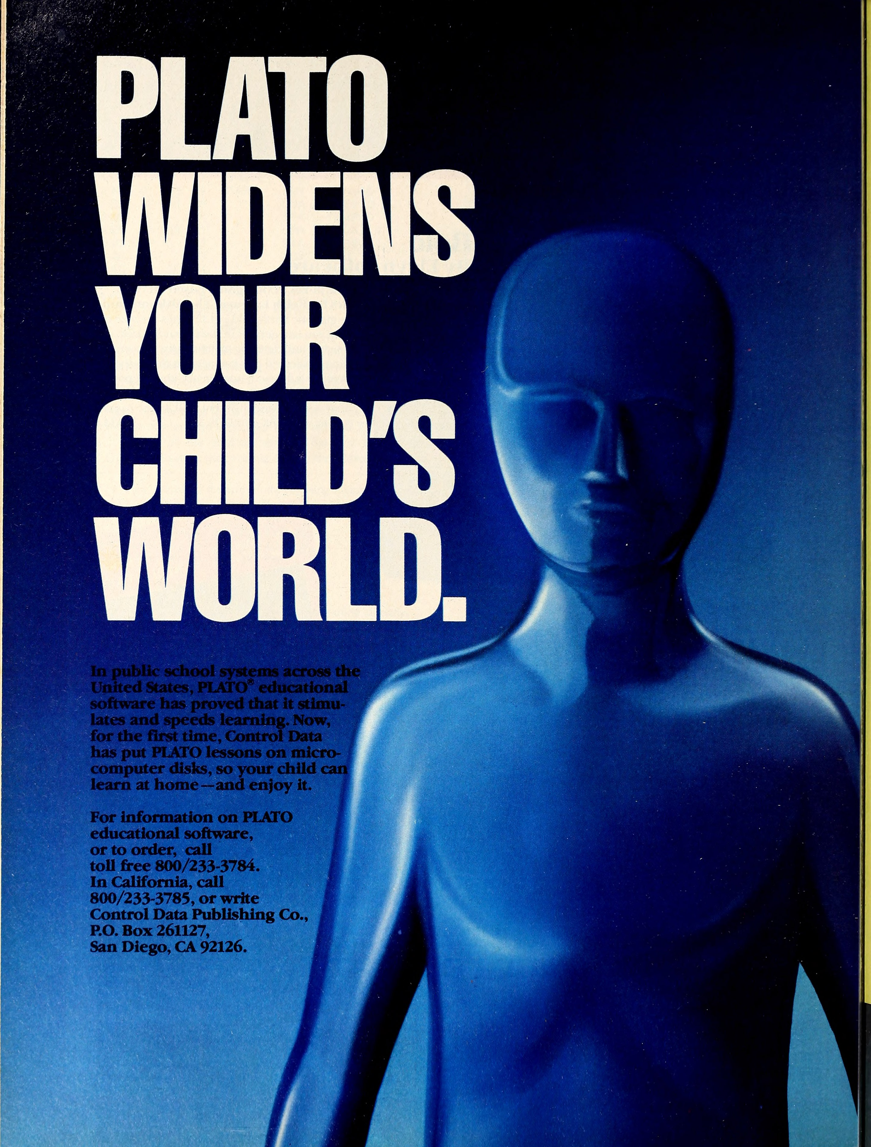 PLATO
WIDENS
YOUR
CHILD'S
WORLD.
In public school systems across the
United States, PLATO® educational
software has proved that it stimu-
lates and speeds learning. Now,
for the first time, Control Data
has put PLATO lessons on micro-
computer disks, so your child can
learn at home—and enjoy it.
For information on PLATO
educational software,
or to order, call
toll free 800/233-3784.
In California, call
800/233-3785, or write
Control Data Publishing Co.,
P.O. Box 261127,
San Diego, CA 92126.